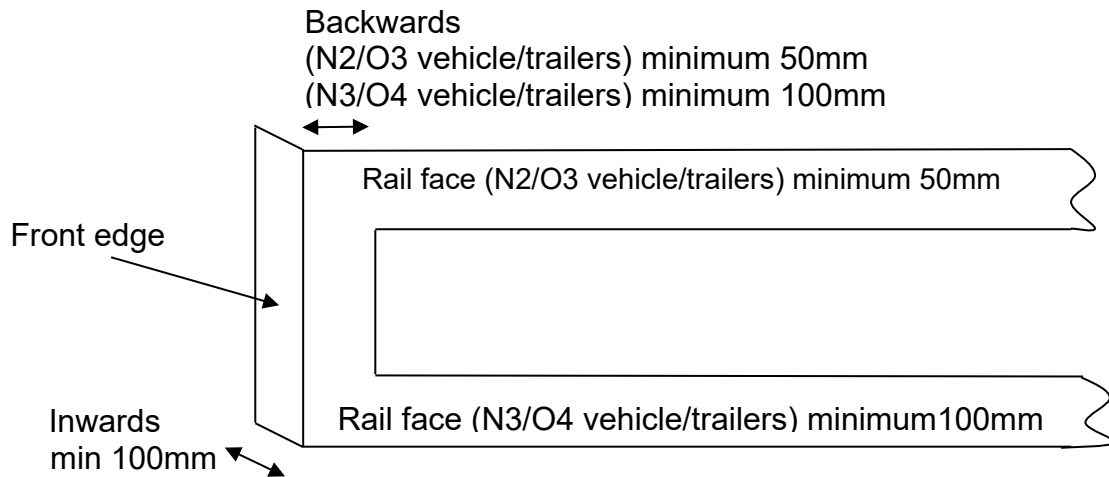 Backwards
(N2/O3 vehicle/trailers) minimum 50mm
(N3/O4 vehicle/trailers) minimum 100mm
Rail face (N2/O3 vehicle/trailers) minimum 50mm
Front edge
Rail face (N3/O4 vehicle/trailers) minimum100mm
Inwards
min 100mm